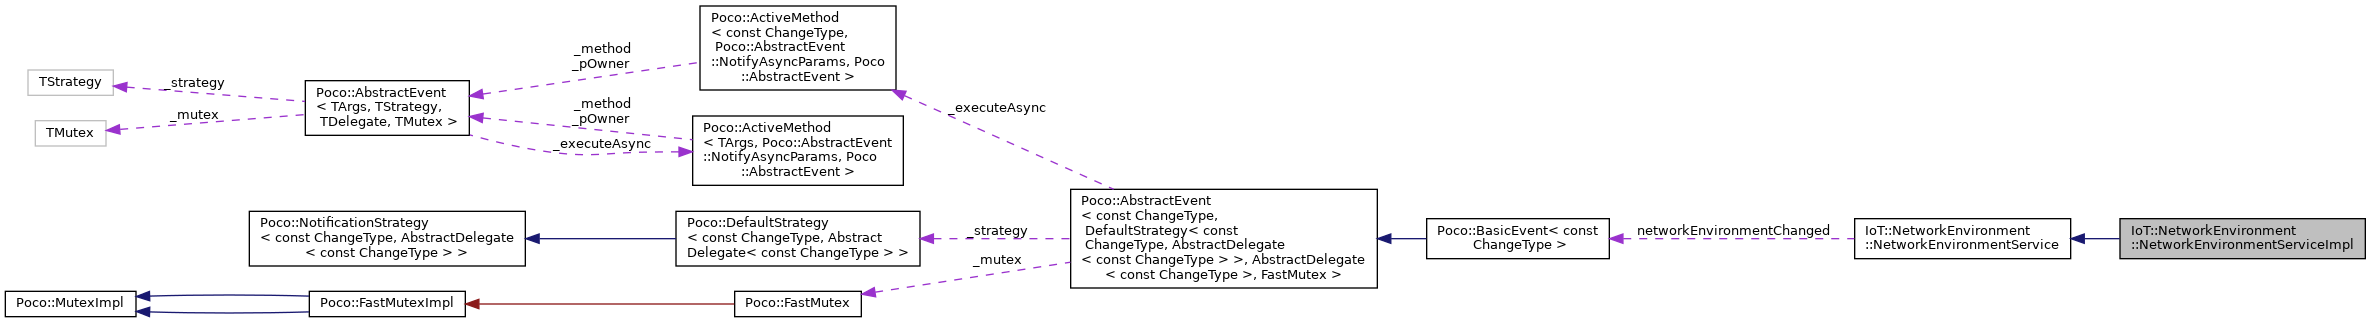 Poco::ActiveMethod
< const ChangeType,
Poco::AbstractEvent
::NotifyAsyncParams, Poco
::AbstractEvent >
_method
_pOwner
TStrategy
_strategy
Poco::AbstractEvent
< TArgs, TStrategy,
TDelegate, TMutex >
TMutex
_mutex
_method
_pOwner
_executeAsync
Poco::ActiveMethod
< TArgs, Poco::AbstractEvent
::NotifyAsyncParams, Poco
::AbstractEvent >
_executeAsync
Poco::NotificationStrategy
< const ChangeType, AbstractDelegate
< const ChangeType > >
Poco::DefaultStrategy
< const ChangeType, Abstract
Delegate< const ChangeType > >
_strategy
_mutex
Poco::AbstractEvent
< const ChangeType,
DefaultStrategy< const
ChangeType, AbstractDelegate
< const ChangeType > >, AbstractDelegate
< const ChangeType >, FastMutex >
Poco::BasicEvent< const
ChangeType >
networkEnvironmentChanged
IoT::NetworkEnvironment
::NetworkEnvironmentService
IoT::NetworkEnvironment
::NetworkEnvironmentServiceImpl
Poco::MutexImpl
Poco::FastMutexImpl
Poco::FastMutex